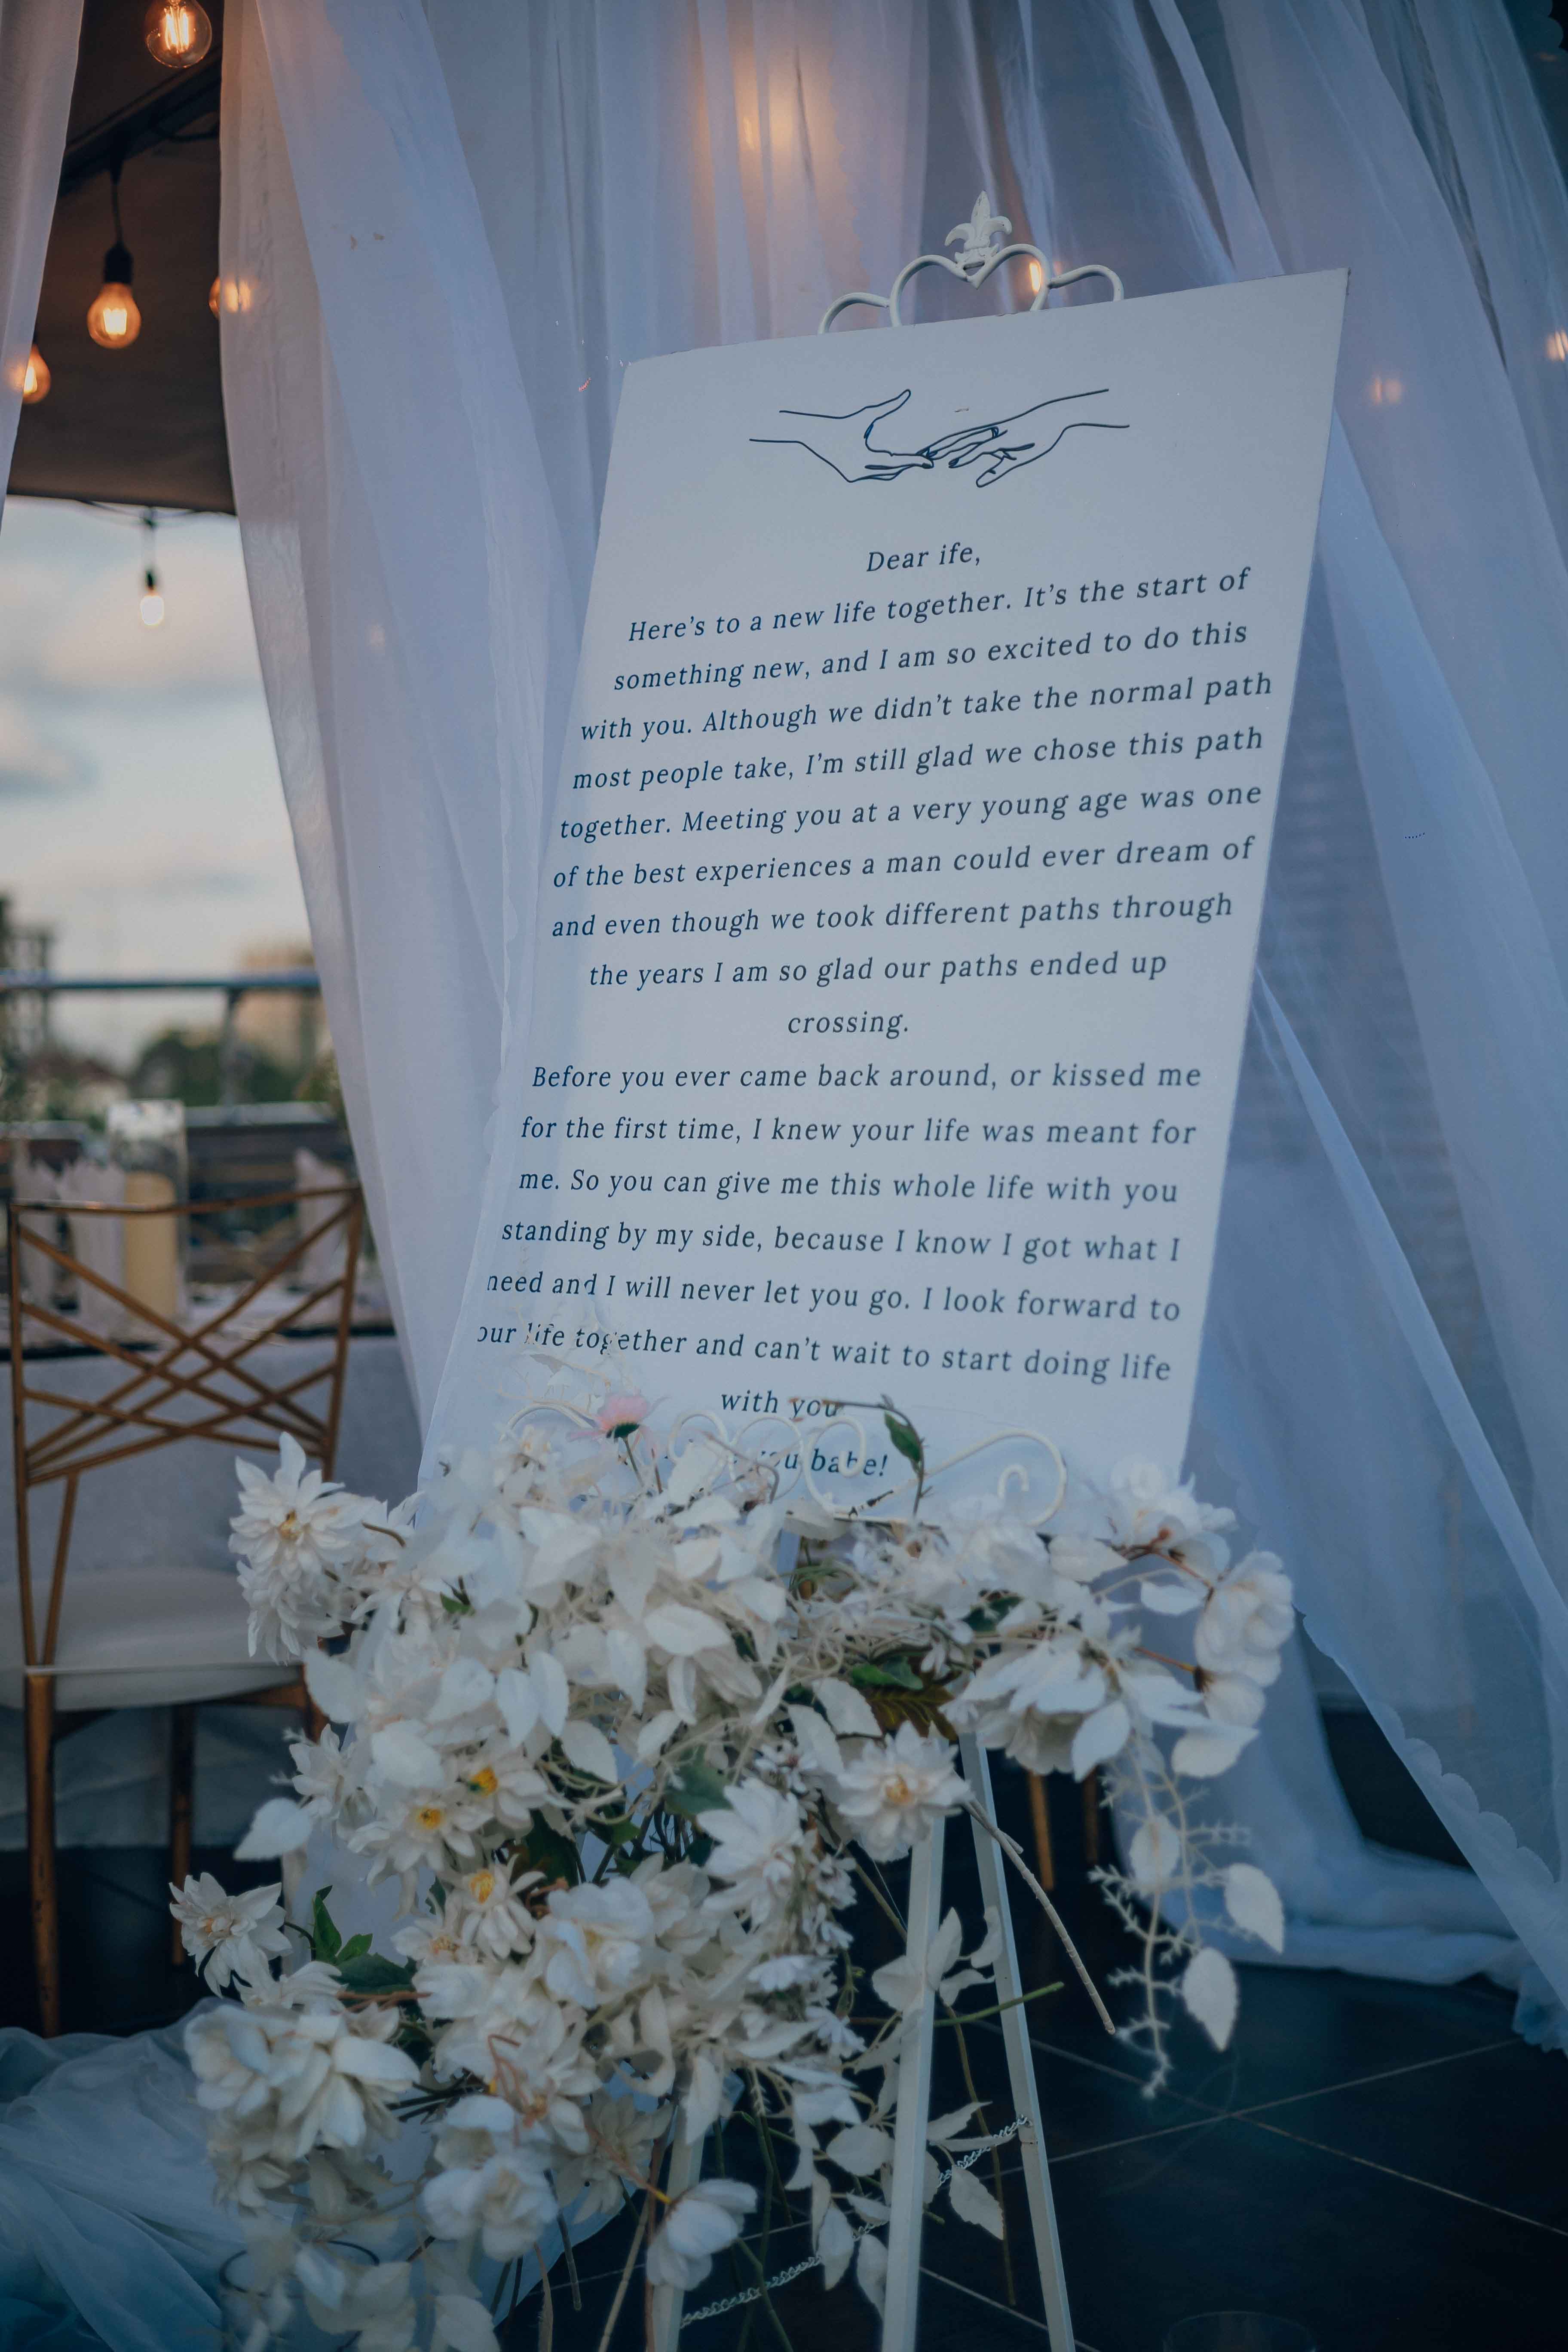 Dear ife,
Here's to a new life together. It's the start of
something new, and I am so excited to do this
with you. Although we didn't take the normal path
most people take, I'm still glad we chose this path
together. Meeting you at a very young age was one
of the best experiences a man could ever dream of
and even though we took different paths through
the years I am so glad our paths ended up
crossing.
Before you ever came back around, or kissed me
for the first time, I knew your life was meant for
me. So you can give me this whole life with you
standing by my side, because I know I got what I
need and I will never let you go. I look forward to
our life together and can't wait to start doing life
with you
babe!